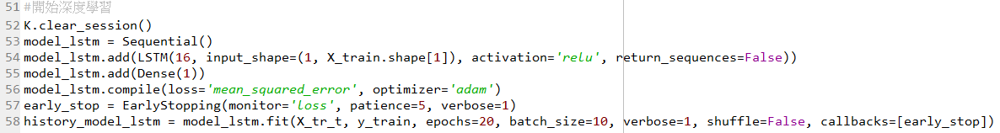 51 #開始深度學習
52 K.clear_session()
53 model_lstm = Sequential()
54 model_lstm.add(LSTM(16, input_shape=(1, X_train.shape[1]), activation='relu', return_sequences=False))
55 model_lstm.add(Dense(1))
56 model_lstm.compile(loss='mean_squared_error', optimizer='adam')
57 early_stop = EarlyStopping(monitor='loss', patience=5, verbose=1)
58 history_model_lstm = model_lstm.fit(X_tr_t, y_train, epochs=20, batch_size=10, verbose=1, shuffle=False, callbacks=[early_stop])